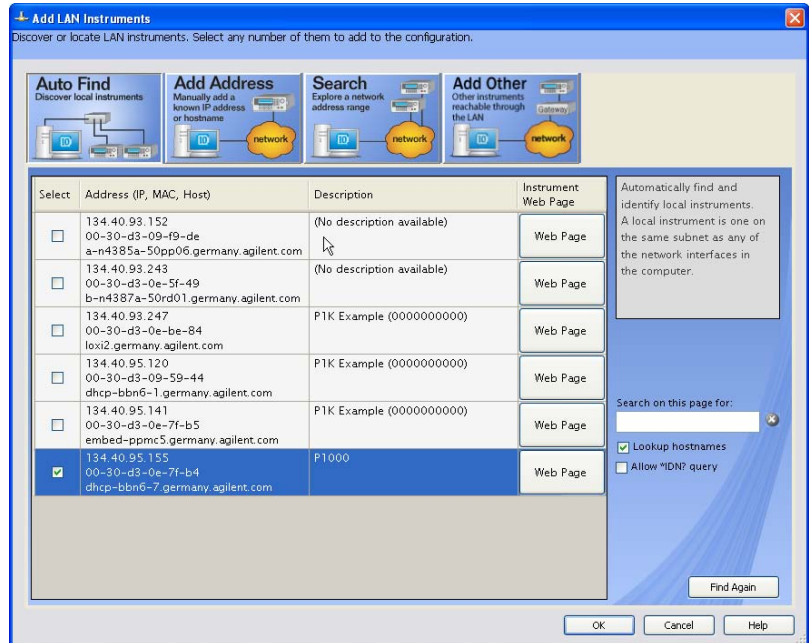 Add LAN Instruments
Discover or locate LAN instruments. Select any number of them to add to the configuration.
Auto Find
Discover local instruments
IO
Add Address
Manually add a
known IP address
or hostname
IO
network
Search
Explore a network
address range
IO
network
Add Other
Other instruments
reachable through
the LAN
Gateway
IO
network
Select Address (IP, MAC, Host) Description Instrument
Web Page
134.40.93.152 (No description available)
00-30-d3-09-f9-de Web Page
a-n4385a-50pp06.germany.agilent.com
134.40.93.243 (No description available)
00-30-d3-0e-5f-49 Web Page
b-n4387a-50rd01.germany.agilent.com
134.40.93.247 P1K Example (0000000000)
00-30-d3-0e-be-84 Web Page
loxi2.germany.agilent.com
134.40.95.120 P1K Example (0000000000)
00-30-d3-09-59-44 Web Page
dhcp-bbn6-1.germany.agilent.com
134.40.95.141 P1K Example (0000000000)
00-30-d3-0e-7f-b5 Web Page
embed-ppmc5.germany.agilent.com
134.40.95.155 P1000
00-30-d3-0e-7f-b4 Web Page
dhcp-bbn6-7.germany.agilent.com
Automatically find and
identify local instruments.
A local instrument is one on
the same subnet as any of
the network interfaces in
the computer.
Search on this page for:
Lookup hostnames
Allow *IDN? query
Find Again
OK Cancel Help